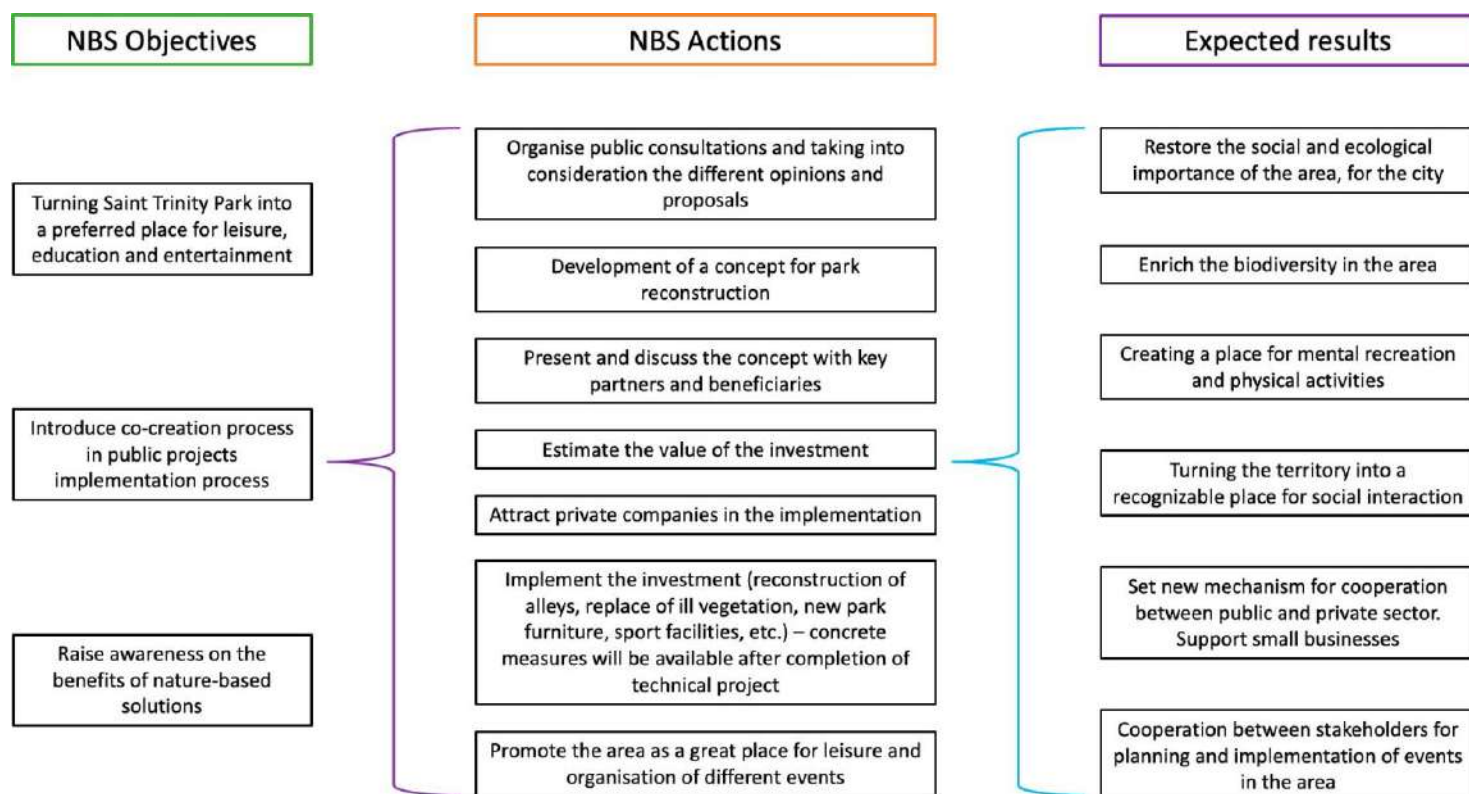 NBS Objectives
NBS Actions
Expected results
Turning Saint Trinity Park into
a preferred place for leisure,
education and entertainment
Introduce co-creation process
in public projects
implementation process
Raise awareness on the
benefits of nature-based
solutions
Organise public consultations and taking into
consideration the different opinions and
proposals
Development of a concept for park
reconstruction
Present and discuss the concept with key
partners and beneficiaries
Estimate the value of the investment
Attract private companies in the implementation
Implement the investment (reconstruction of
alleys, replace of ill vegetation, new park
furniture, sport facilities, etc.) – concrete
measures will be available after completion of
technical project
Promote the area as a great place for leisure and
organisation of different events
Restore the social and ecological
importance of the area, for the city
Enrich the biodiversity in the area
Creating a place for mental recreation
and physical activities
Turning the territory into a
recognizable place for social interaction
Set new mechanism for cooperation
between public and private sector.
Support small businesses
Cooperation between stakeholders for
planning and implementation of events
in the area